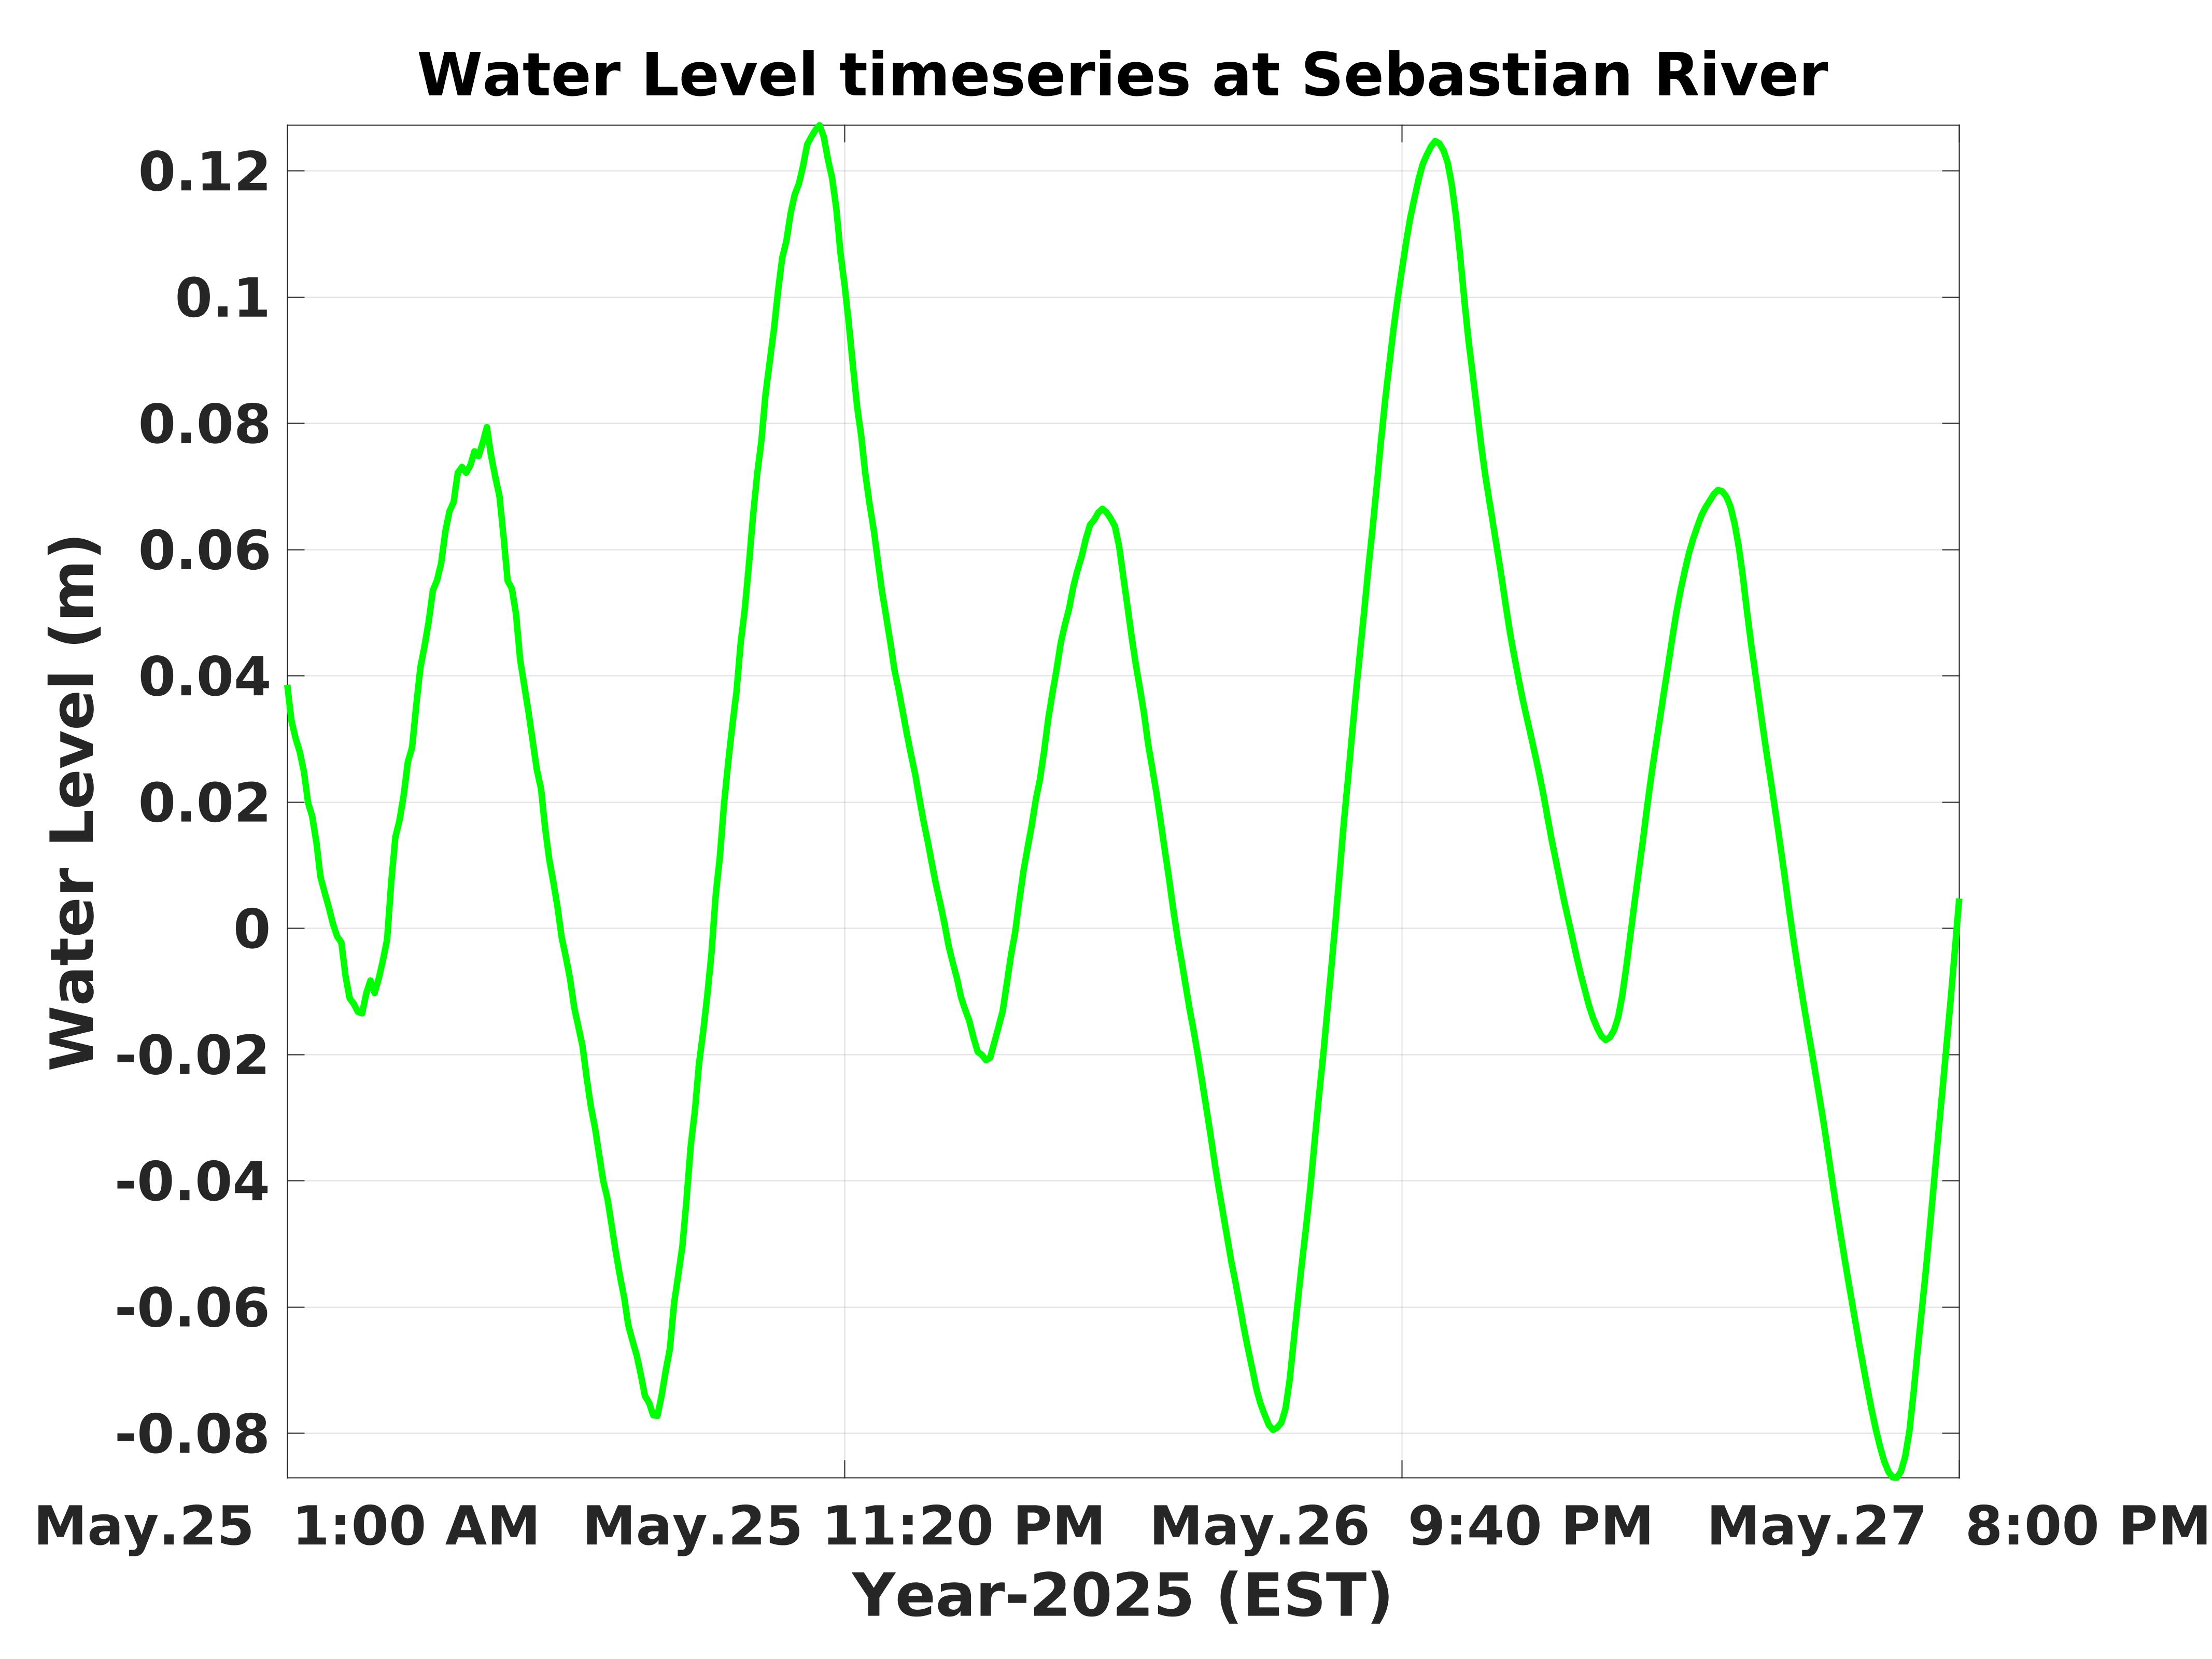 Water Level timeseries at Sebastian River
Water Level (m)
0.12
0.1
0.08
0.06
0.04
0.02
0
-0.02
-0.04
-0.06
-0.08
May.25 1:00 AM May.25 11:20 PM May.26 9:40 PM May.27 8:00 PM
Year-2025 (EST)